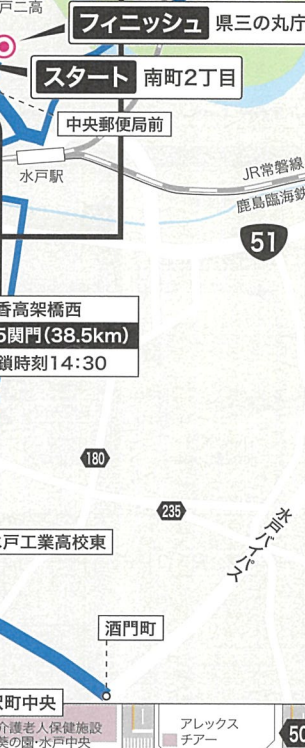 戸二高
フィニッシュ 県三の丸庁
スタート 南町2丁目
中央郵便局前
水戸駅
JR常磐線
鹿島臨海鉄
51
香高架橋西
5関門(38.5km)
鎖時刻14:30
180
235
水戸バイパス
戸工業高校東
酒門町
町中央
介護老人保健施設
葵の園・水戸中央
アレックス
チアー
50